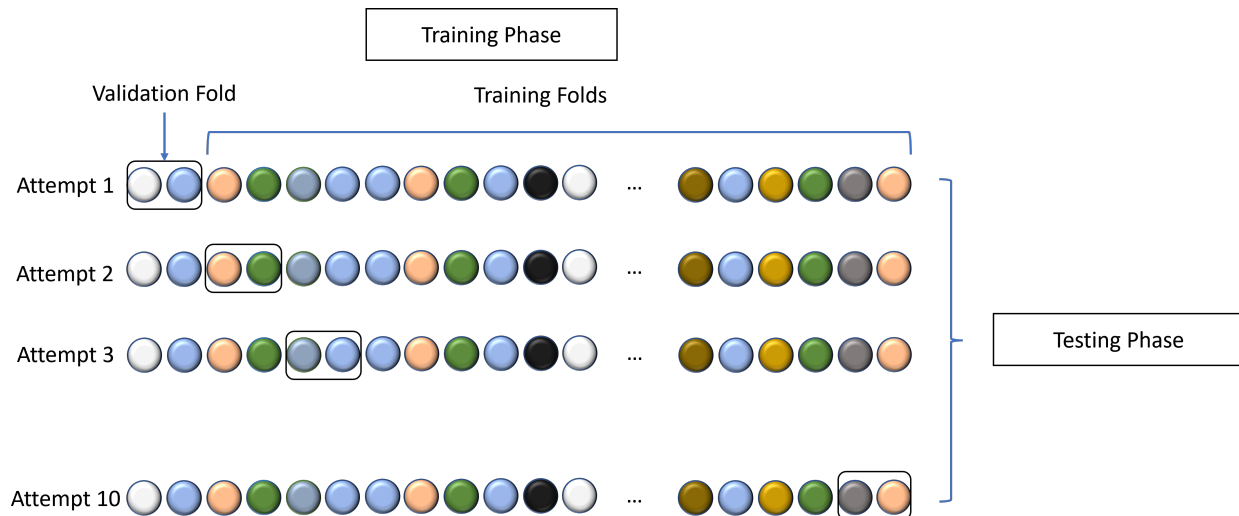 Training Phase
Validation Fold
Training Folds
Attempt 1
...
Attempt 2
...
Attempt 3
...
Testing Phase
Attempt 10
...